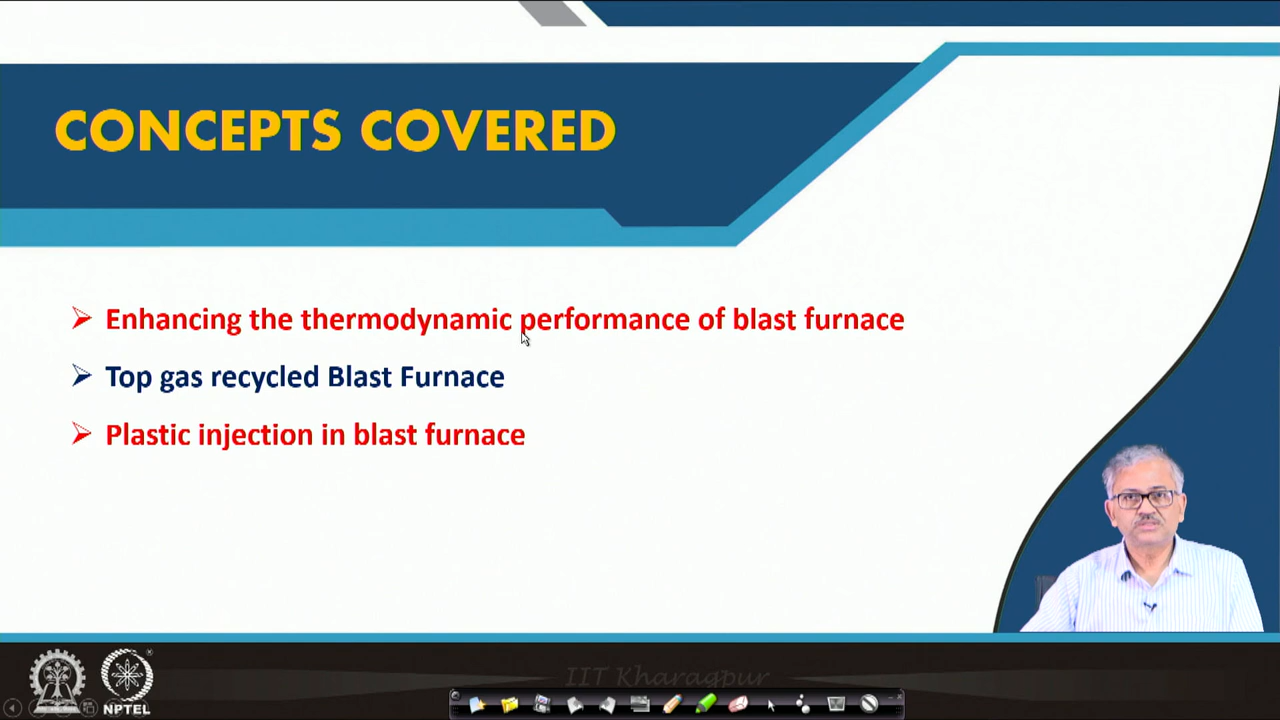 CONCEPTS COVERED
Enhancing the thermodynamic performance of blast furnace
Top gas recycled Blast Furnace
Plastic injection in blast furnace
IIT Kharagpur
NPTEL